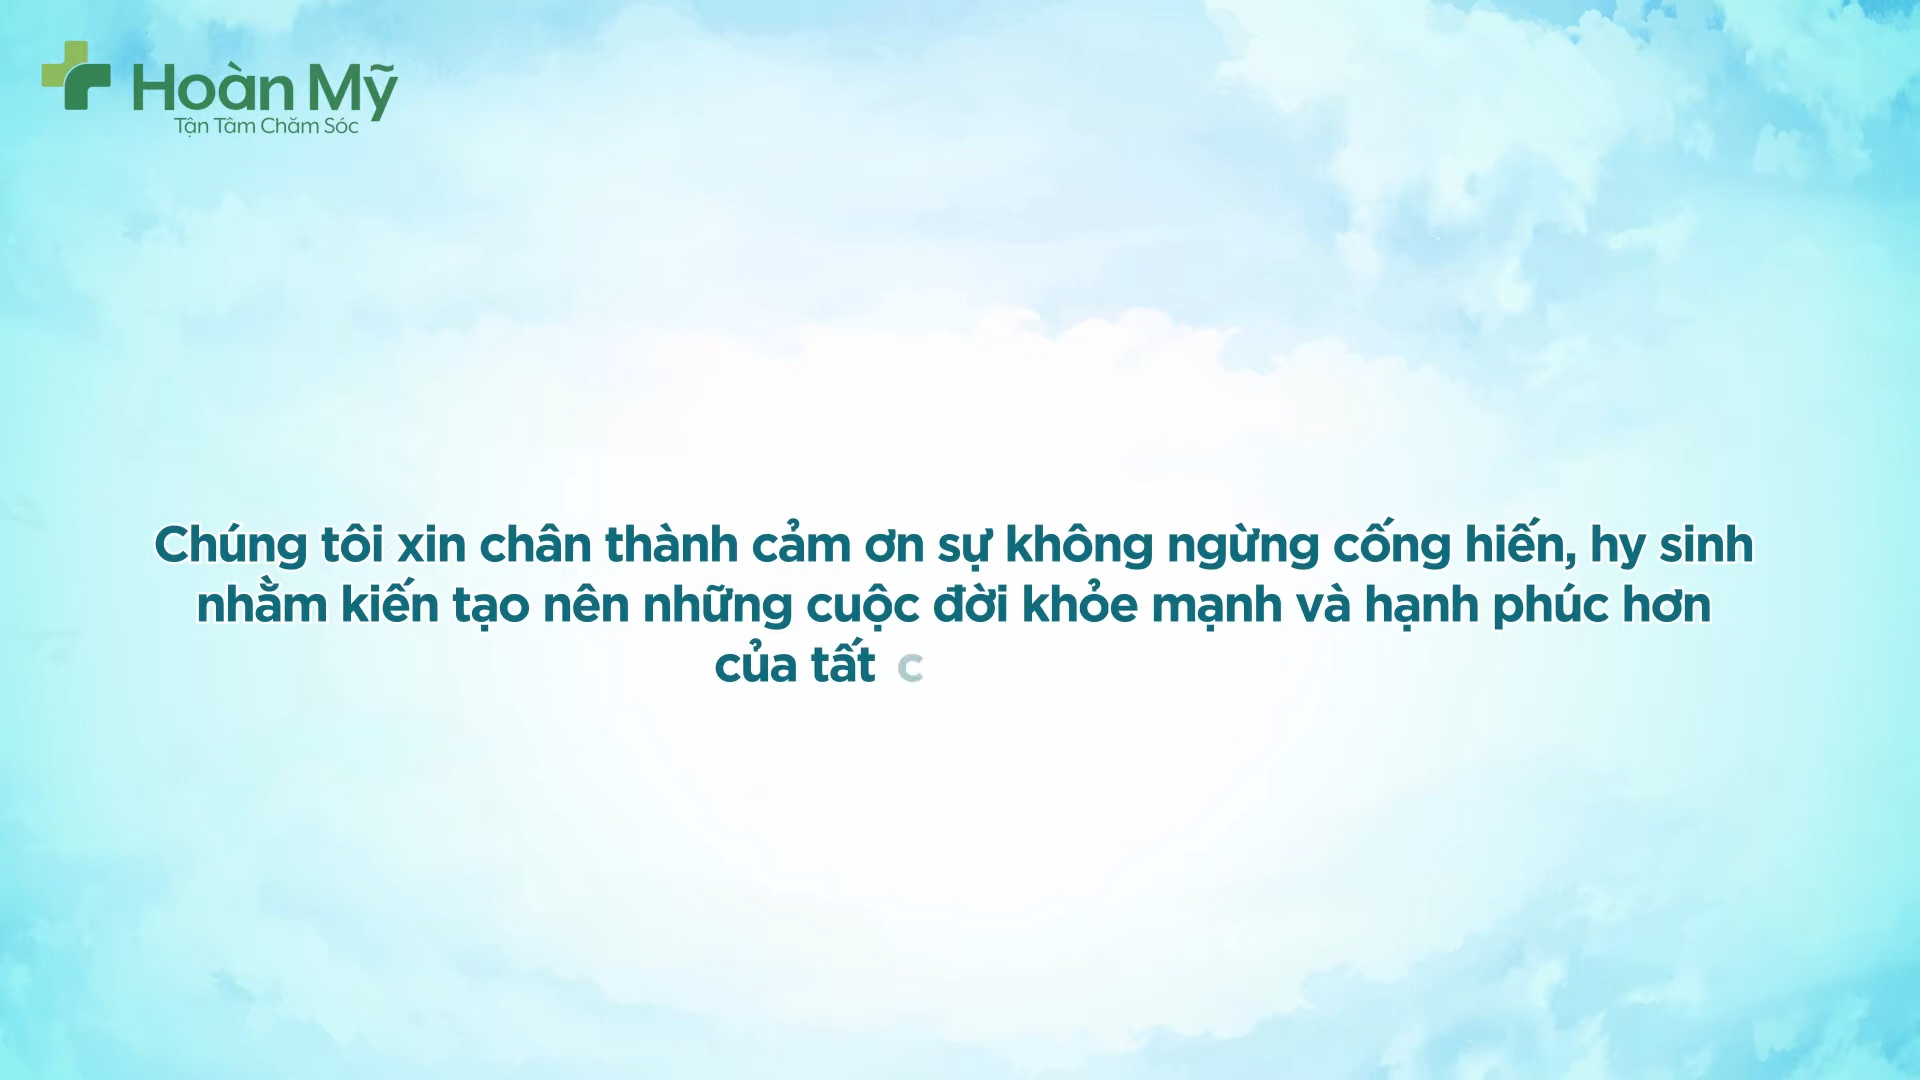 Hoàn Mỹ
Tận Tâm Chăm Sóc
Chúng tôi xin chân thành cảm ơn sự không ngừng cống hiến, hy sinh
nhằm kiến tạo nên những cuộc đời khỏe mạnh và hạnh phúc hơn
của tất c